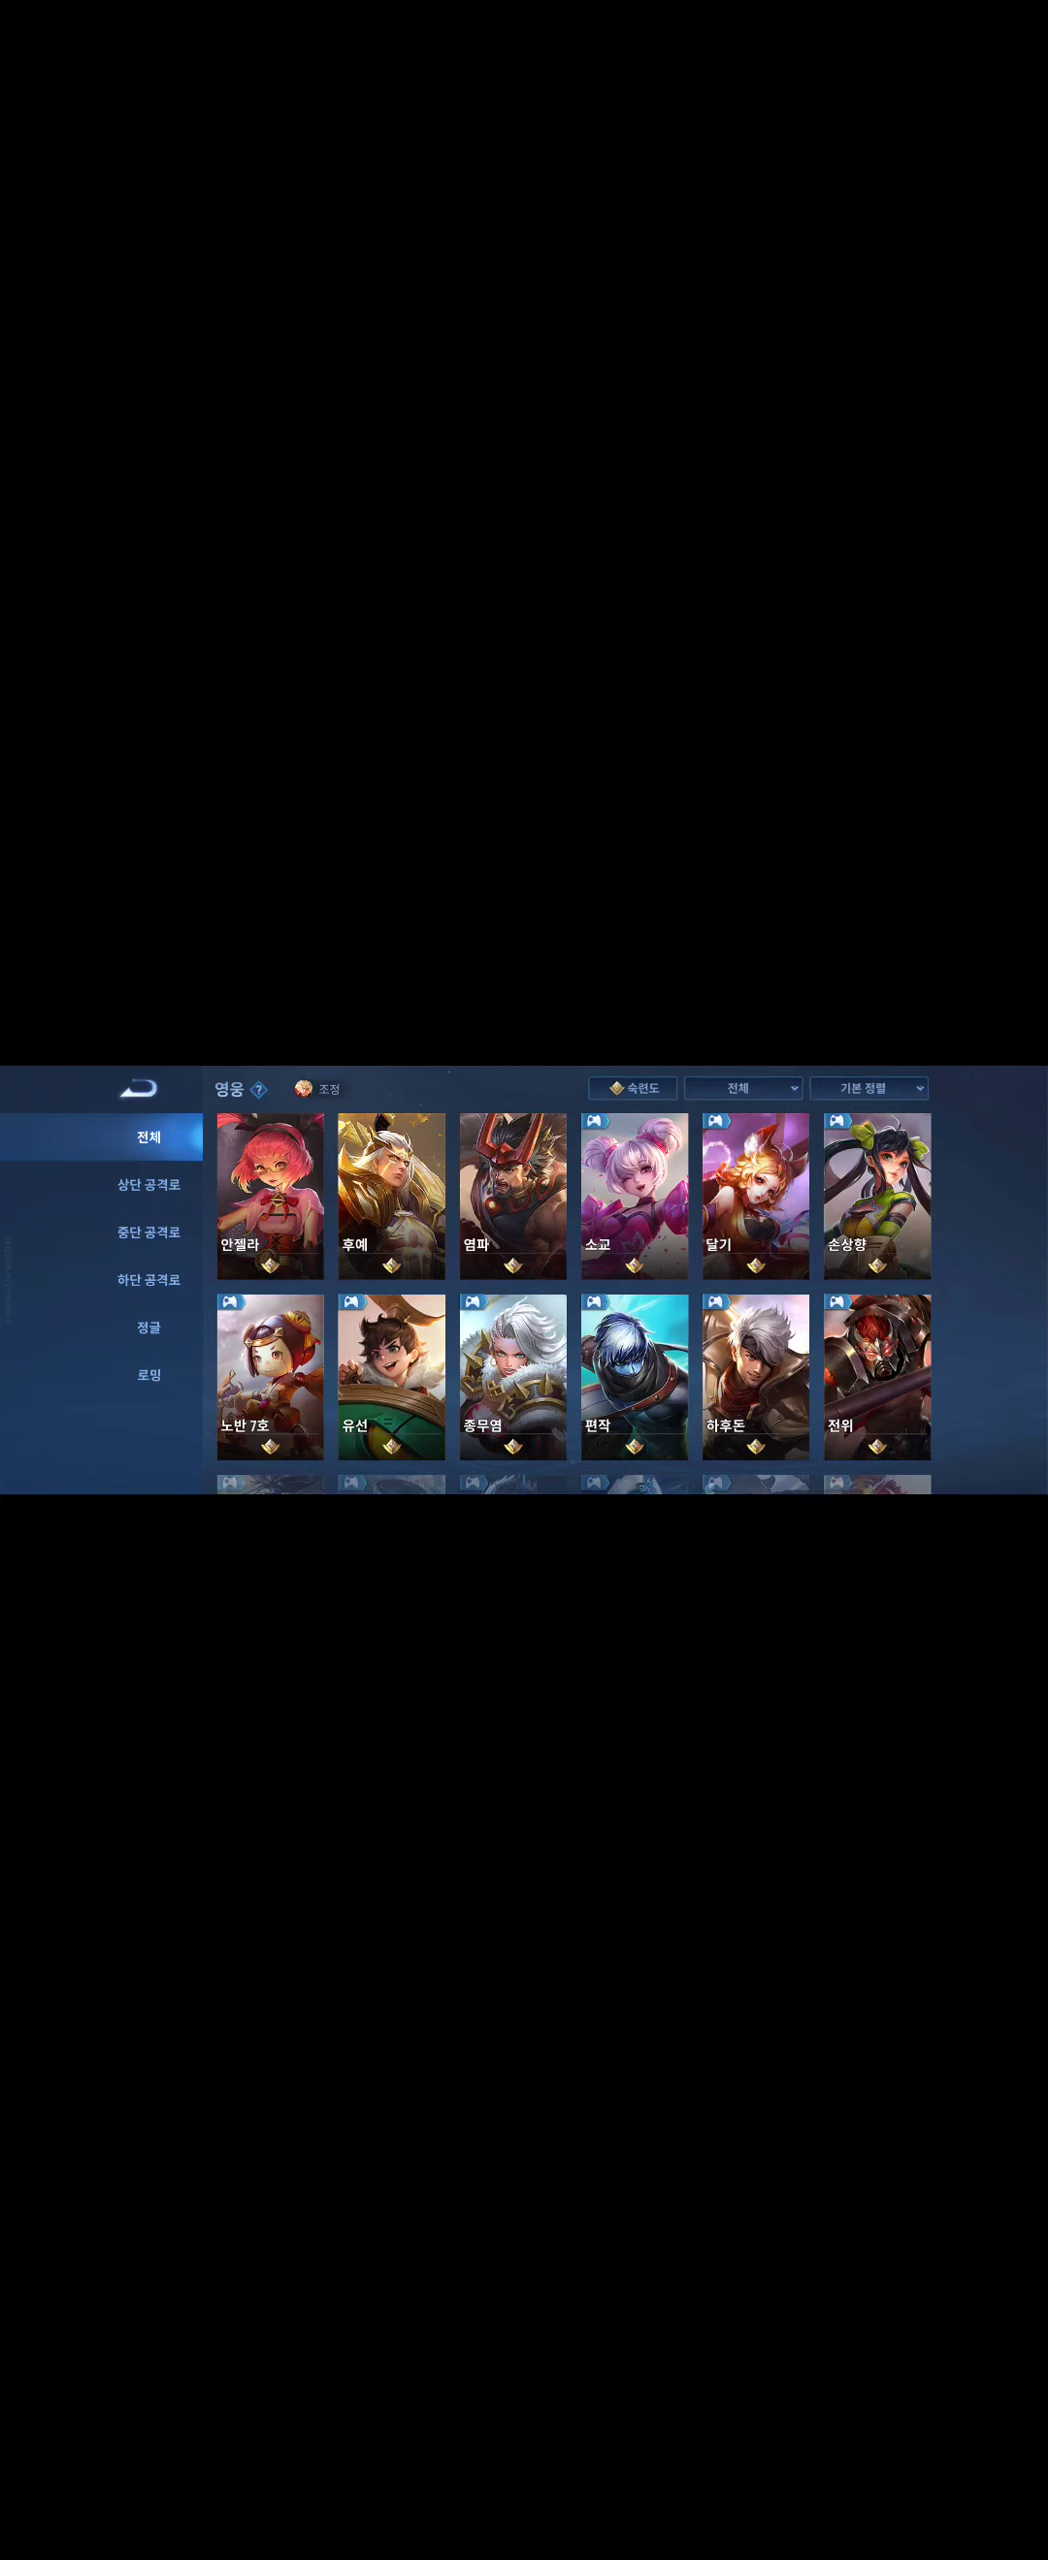 영웅 ? 조정 숙련도 전체 기본 정렬
전체
상단 공격로
중단 공격로
하단 공격로
정글
로밍
안젤라 후예 염파 소교 달기 손상향
노반 7호 유선 종무염 편작 하후돈 전위